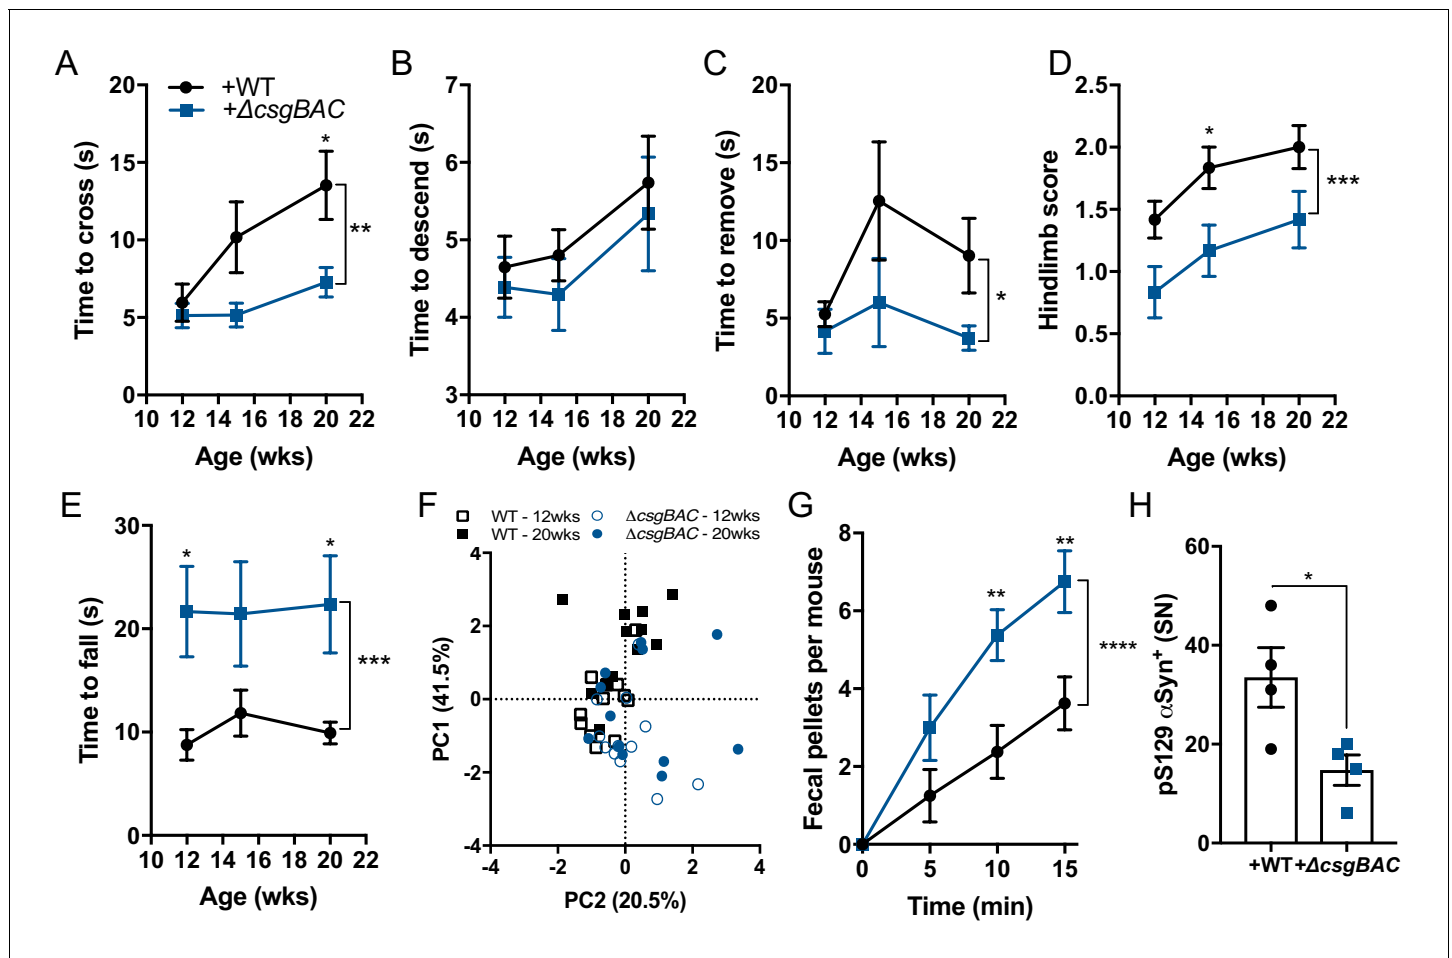 A
+WT
+ΔcsgBAC
20
15
10
5
0
Time to cross (s)
*
**
10 12 14 16 18 20 22
Age (wks)
B
7
6
5
4
3
Time to descend (s)
10 12 14 16 18 20 22
Age (wks)
C
20
15
10
5
0
Time to remove (s)
*
10 12 14 16 18 20 22
Age (wks)
D
2.5
2.0
1.5
1.0
0.5
0.0
Hindlimb score
*
***
10 12 14 16 18 20 22
Age (wks)
E
30
20
10
0
Time to fall (s)
*
*
***
10 12 14 16 18 20 22
Age (wks)
F
WT - 12wks
ΔcsgBAC - 12wks
WT - 20wks
ΔcsgBAC - 20wks
4
2
0
-2
-4
PC1 (41.5%)
-4 -2 0 2 4
PC2 (20.5%)
G
8
6
4
2
0
Fecal pellets per mouse
**
**
****
0 5 10 15
Time (min)
H
60
40
20
0
pS129 αSyn⁺ (SN)
*
+WT +ΔcsgBAC